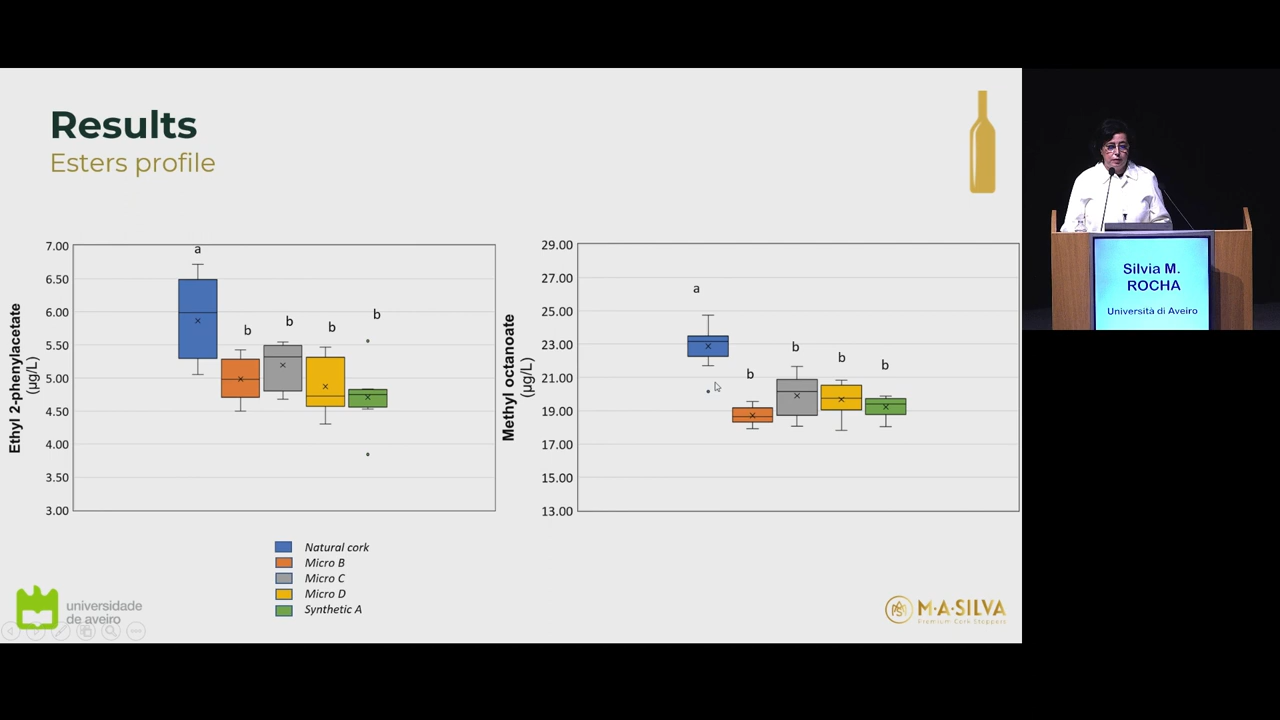 Results
Esters profile
Ethyl 2-phenylacetate
(µg/L)
7.00
6.50
6.00
5.50
5.00
4.50
4.00
3.50
3.00
a
b
b
b
b
Methyl octanoate
(µg/L)
29.00
27.00
25.00
23.00
21.00
19.00
17.00
15.00
13.00
a
b
b
b
b
Natural cork
Micro B
Micro C
Micro D
Synthetic A
universidade
de aveiro
M·A·SILVA
Premium Cork Stoppers
Silvia M.
ROCHA
Università di Aveiro